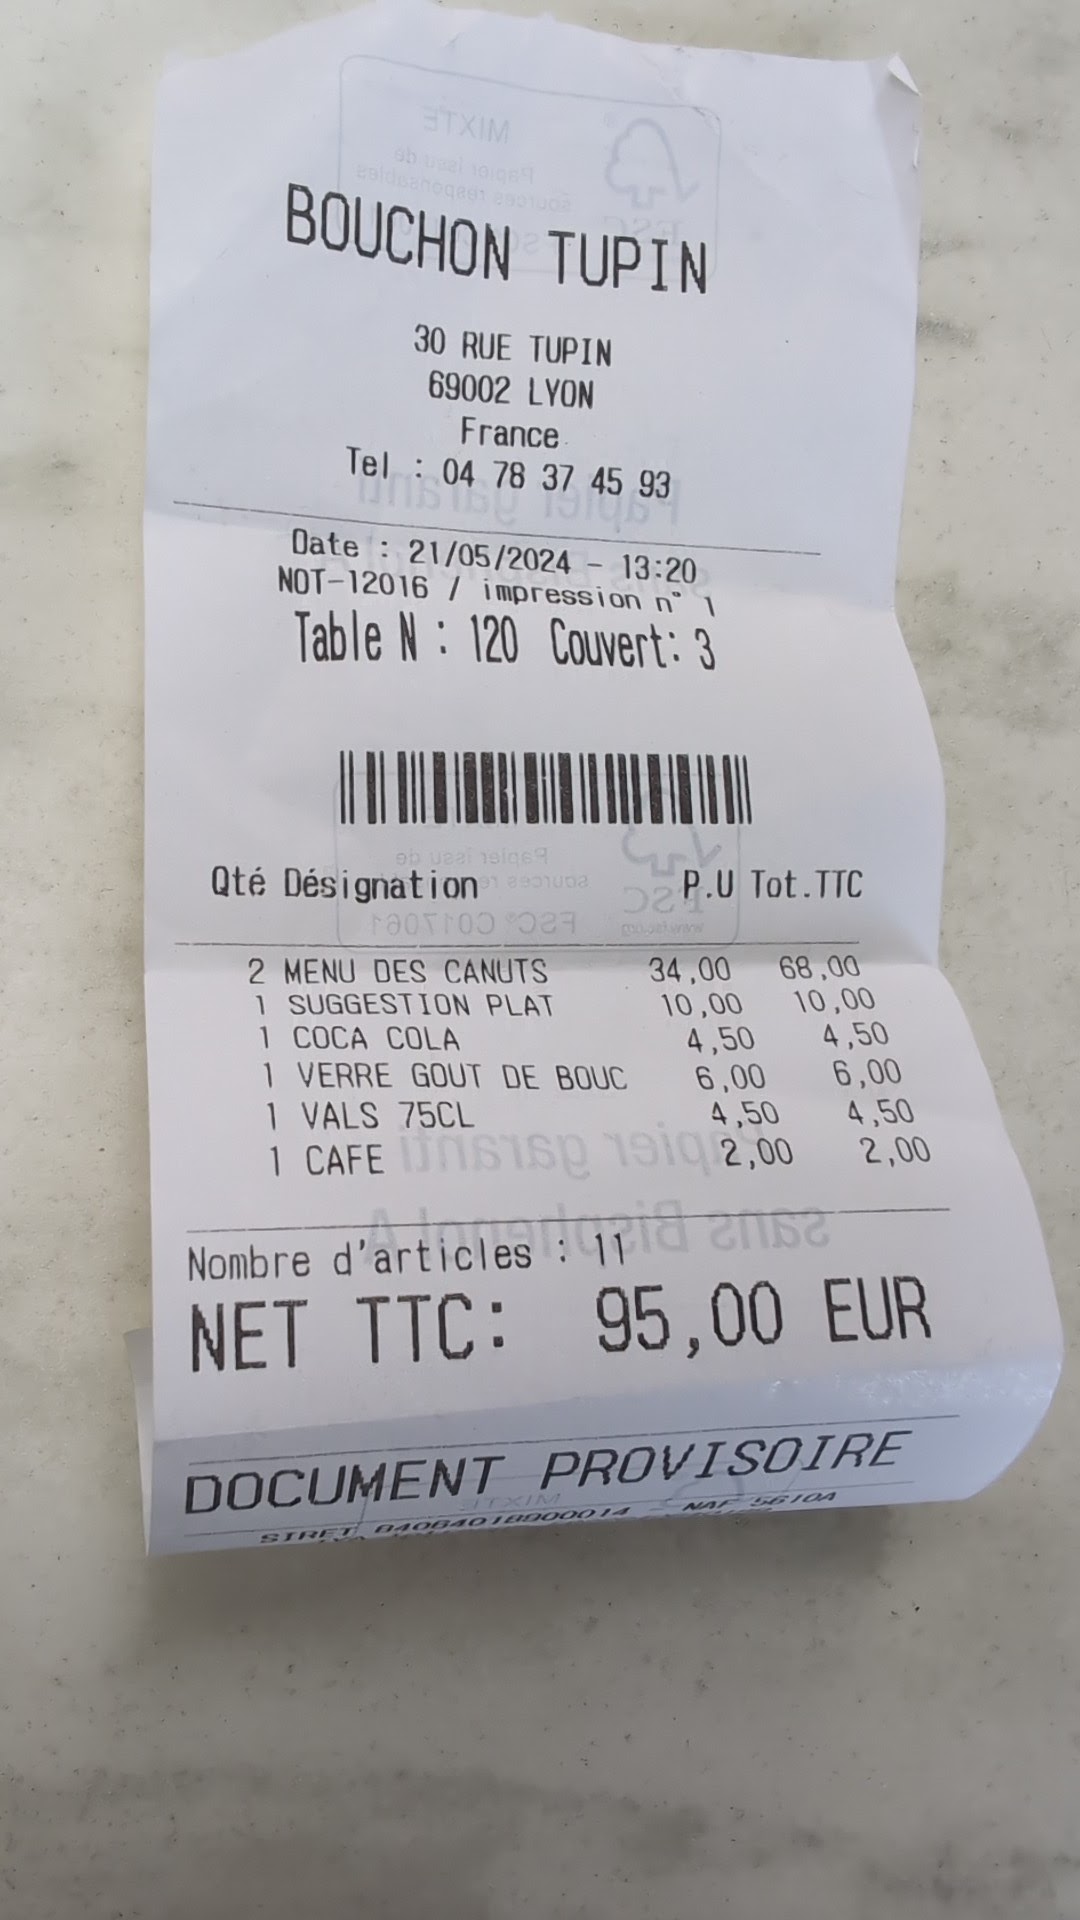 BOUCHON TUPIN
30 RUE TUPIN
69002 LYON
France
Tel : 04 78 37 45 93
Date : 21/05/2024 - 13:20
NOT-12016 / impression n° 1
Table N : 120 Couvert: 3
Qté Désignation P.U Tot.TTC
2 MENU DES CANUTS 34,00 68,00
1 SUGGESTION PLAT 10,00 10,00
1 COCA COLA 4,50 4,50
1 VERRE GOUT DE BOUC 6,00 6,00
1 VALS 75CL 4,50 4,50
1 CAFE 2,00 2,00
Nombre d'articles : 11
NET TTC: 95,00 EUR
DOCUMENT PROVISOIRE
SIRET 84064018900014 - NAF 5610A